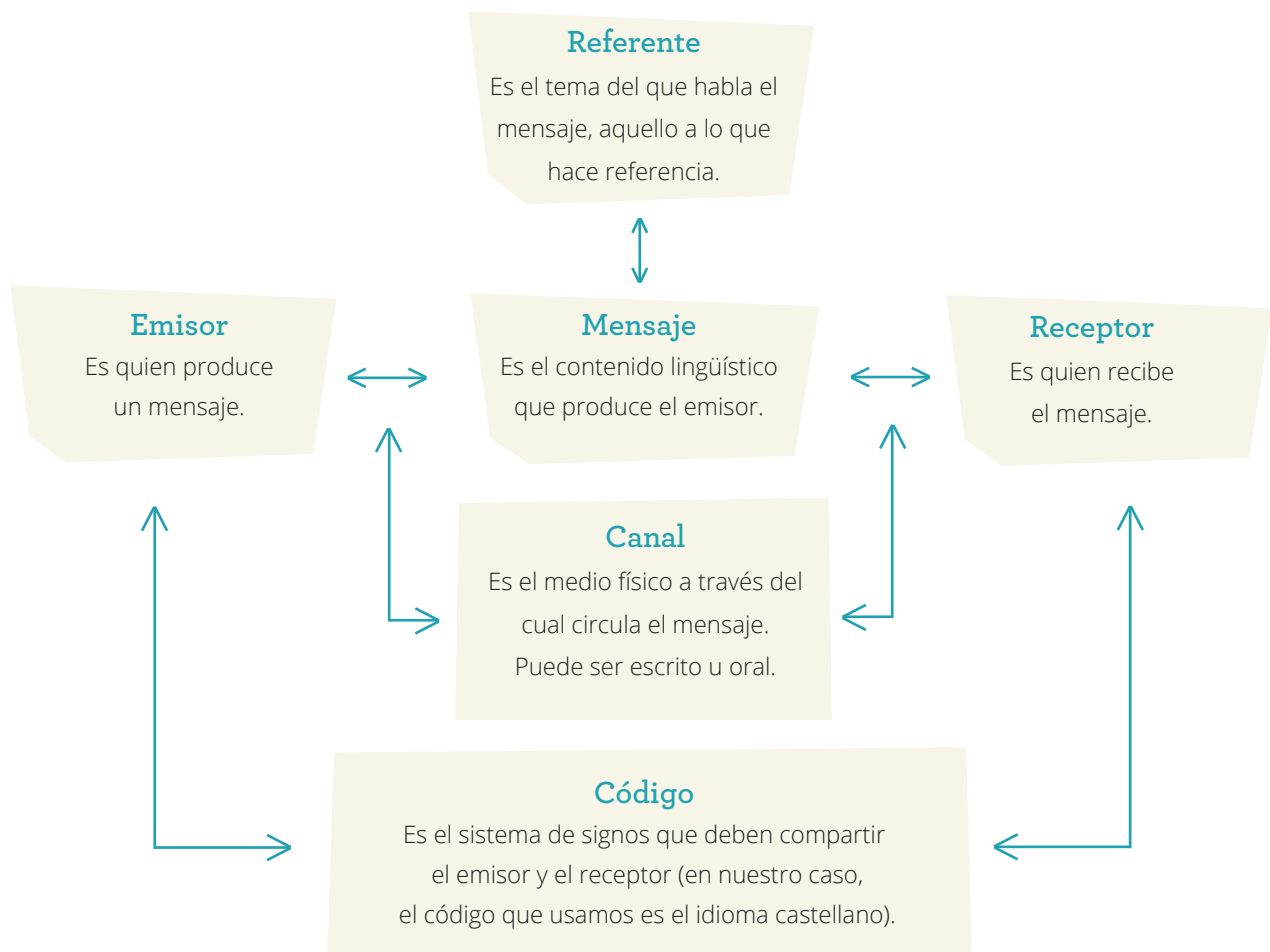 Referente
Es el tema del que habla el
mensaje, aquello a lo que
hace referencia.
Emisor
Es quien produce
un mensaje.
Mensaje
Es el contenido lingüístico
que produce el emisor.
Receptor
Es quien recibe
el mensaje.
Canal
Es el medio físico a través del
cual circula el mensaje.
Puede ser escrito u oral.
Código
Es el sistema de signos que deben compartir
el emisor y el receptor (en nuestro caso,
el código que usamos es el idioma castellano).